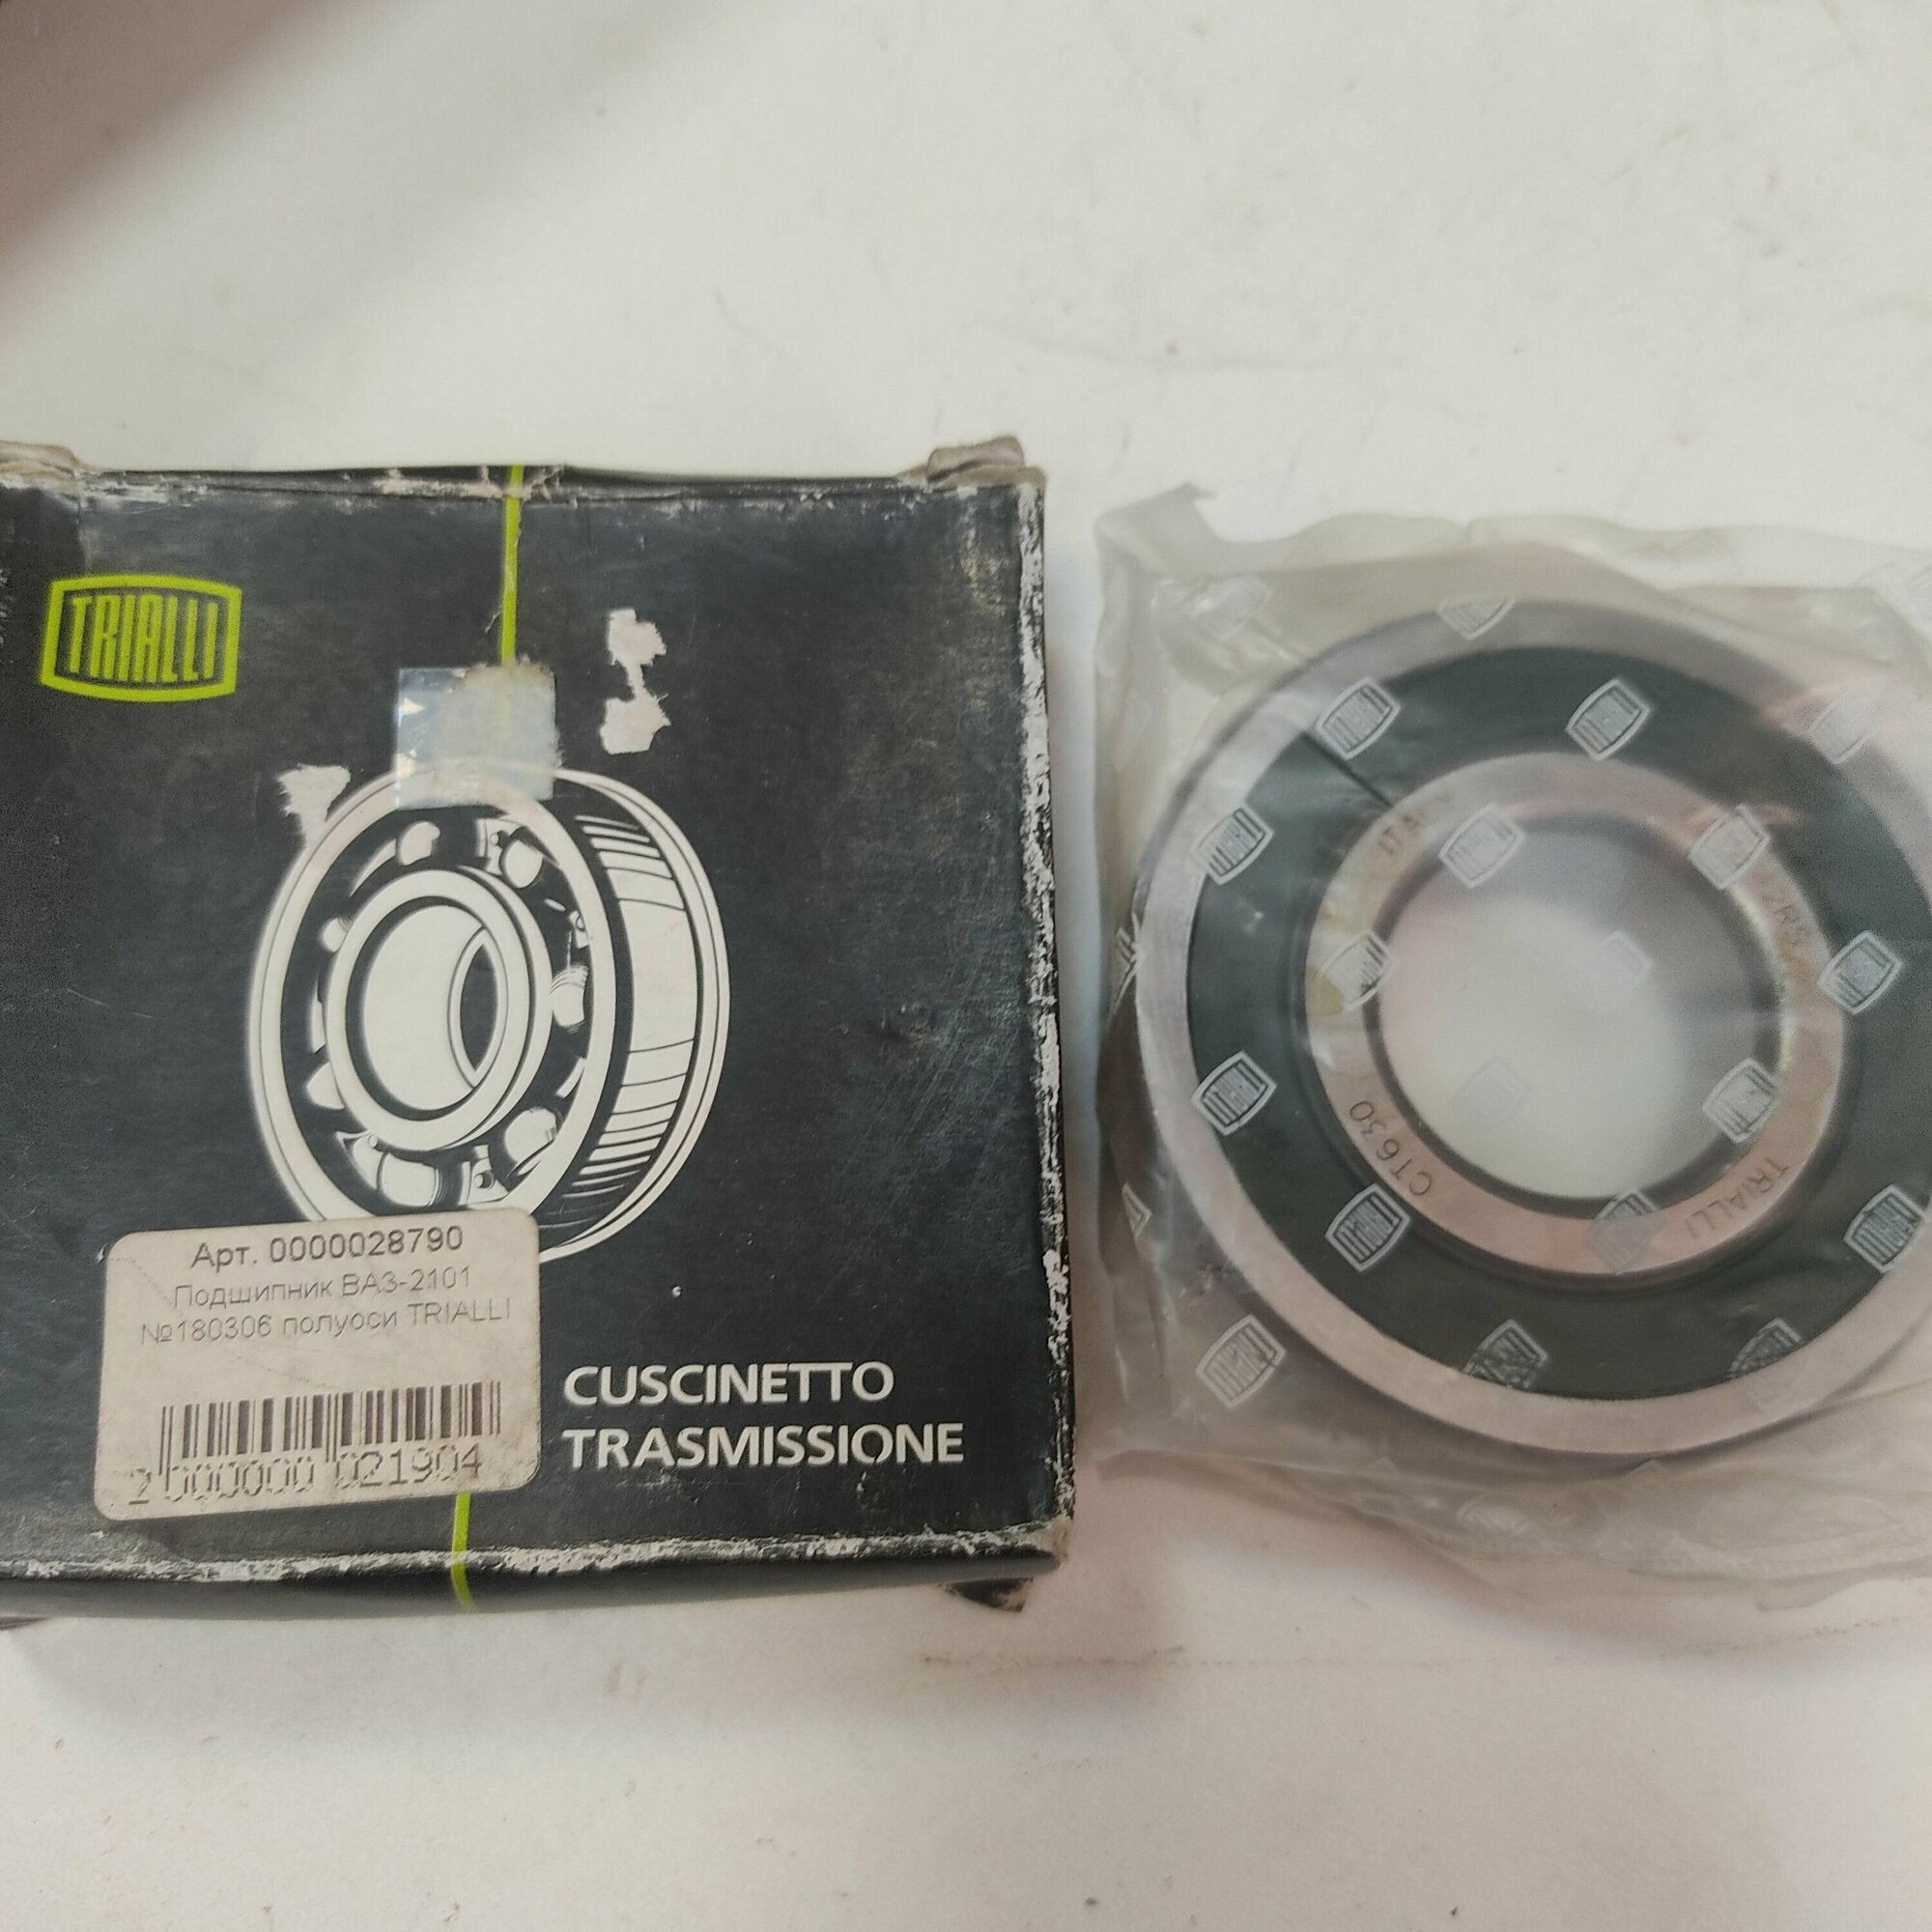 TRIALLI
Арт. 0000028790
Подшипник ВАЗ-2101
№180306 полуоси TRIALLI
2 000000 021904
CUSCINETTO
TRASMISSIONE
CT630
TRIALLI